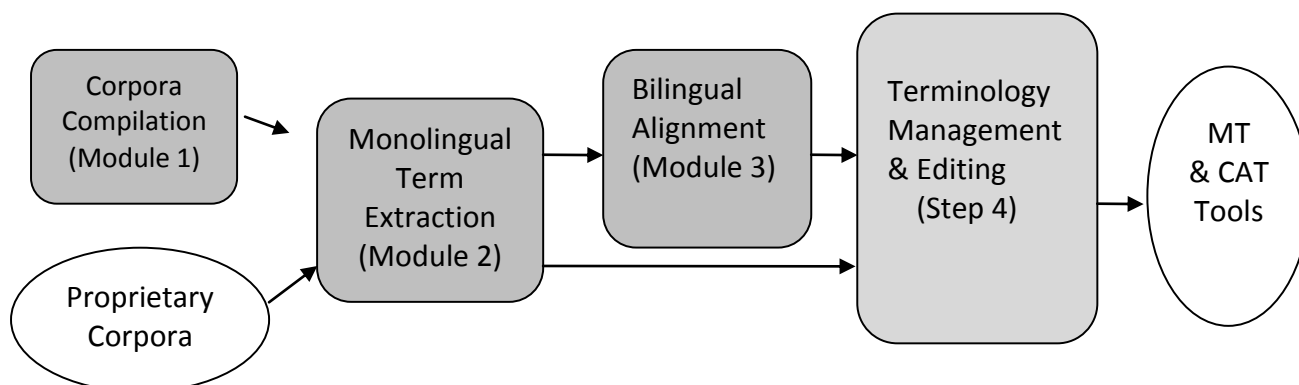 Corpora
Compilation
(Module 1)
Proprietary
Corpora
Monolingual
Term
Extraction
(Module 2)
Bilingual
Alignment
(Module 3)
Terminology
Management
& Editing
(Step 4)
MT
& CAT
Tools